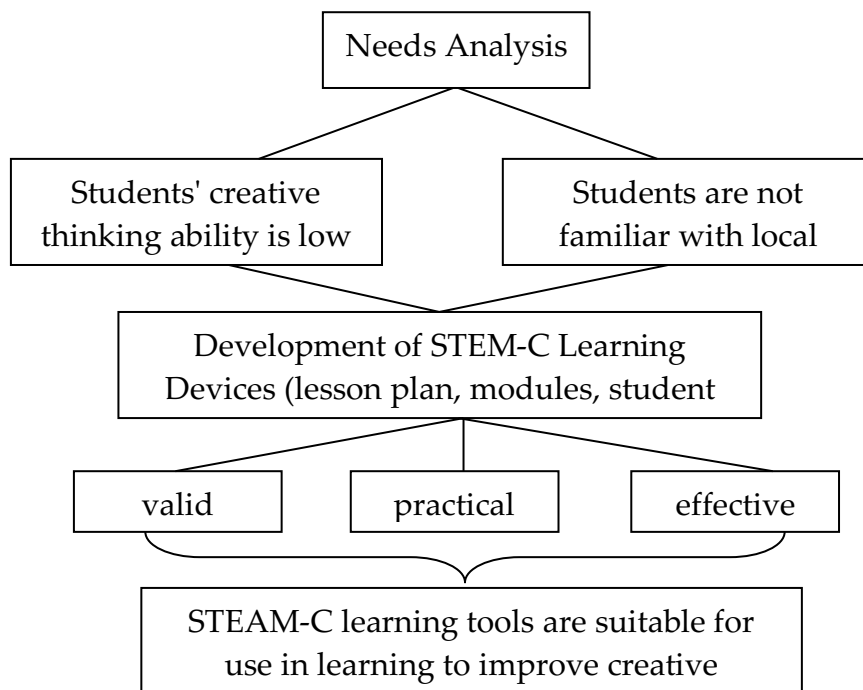 Needs Analysis
Students' creative
thinking ability is low
Students are not
familiar with local
Development of STEM-C Learning
Devices (lesson plan, modules, student
valid
practical
effective
STEAM-C learning tools are suitable for
use in learning to improve creative